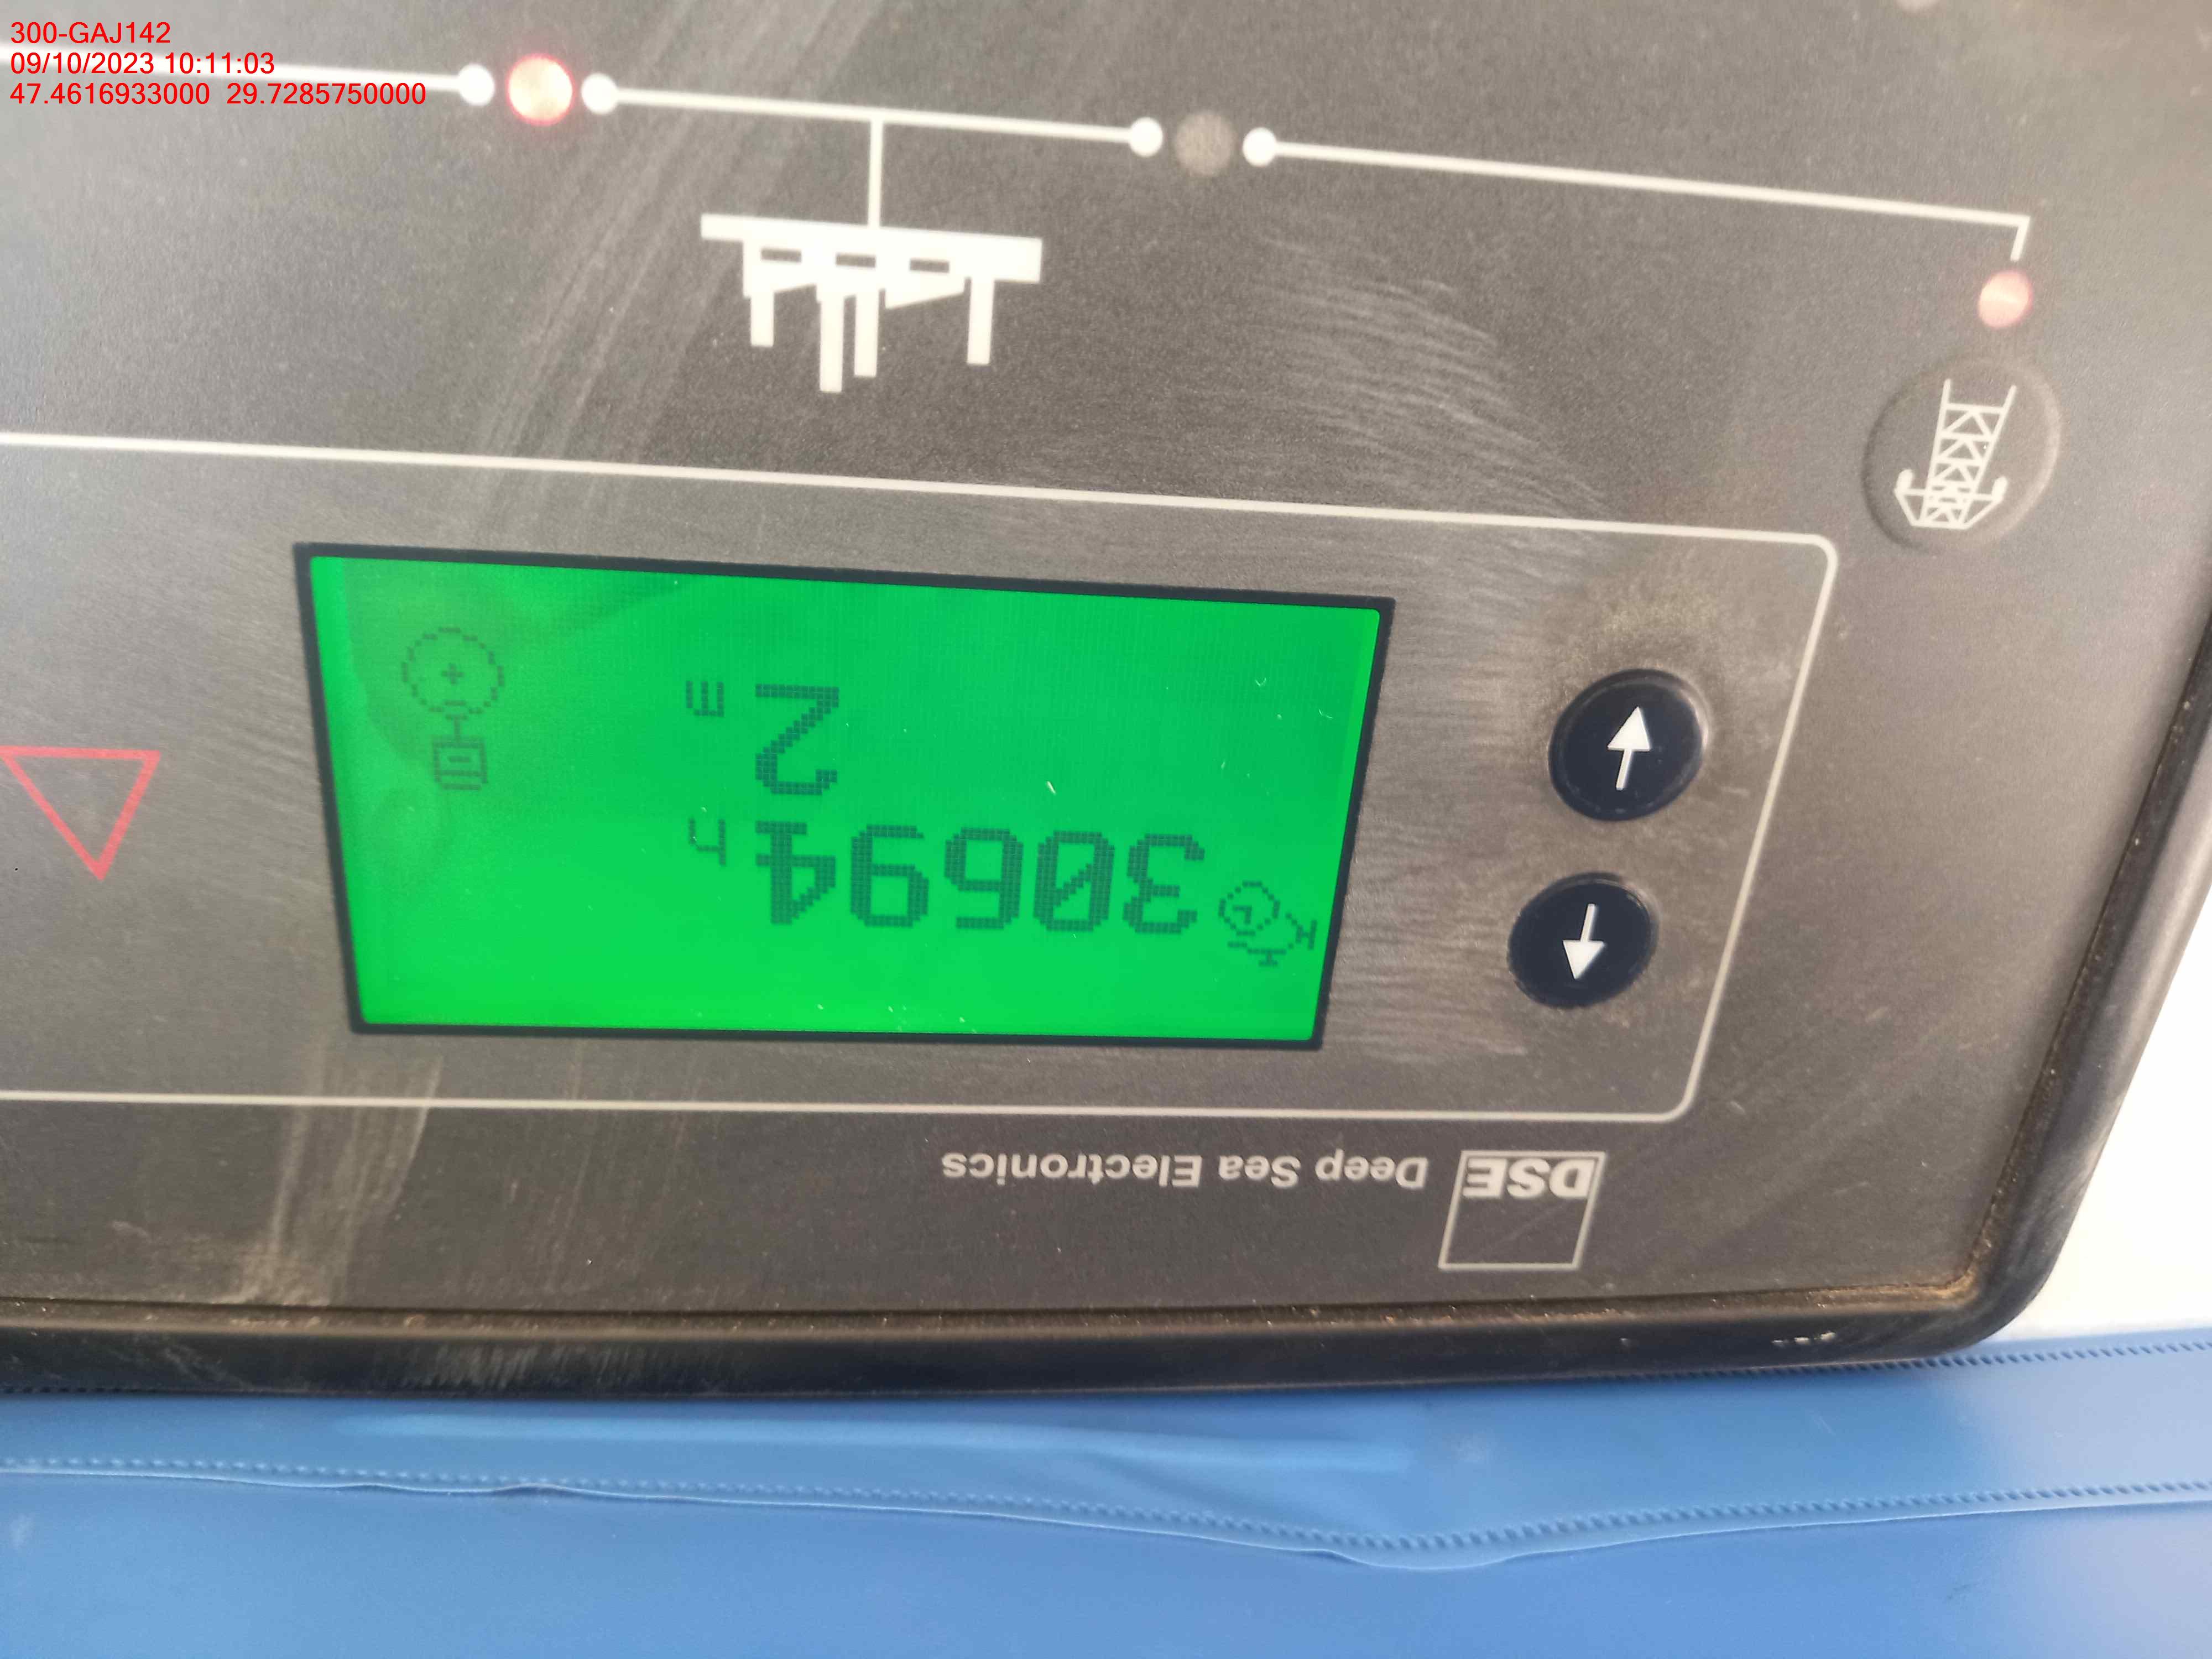 300-GAJ142
09/10/2023 10:11:03
47.4616933000 29.7285750000
DSE Deep Sea Electronics
30694 h
2 m